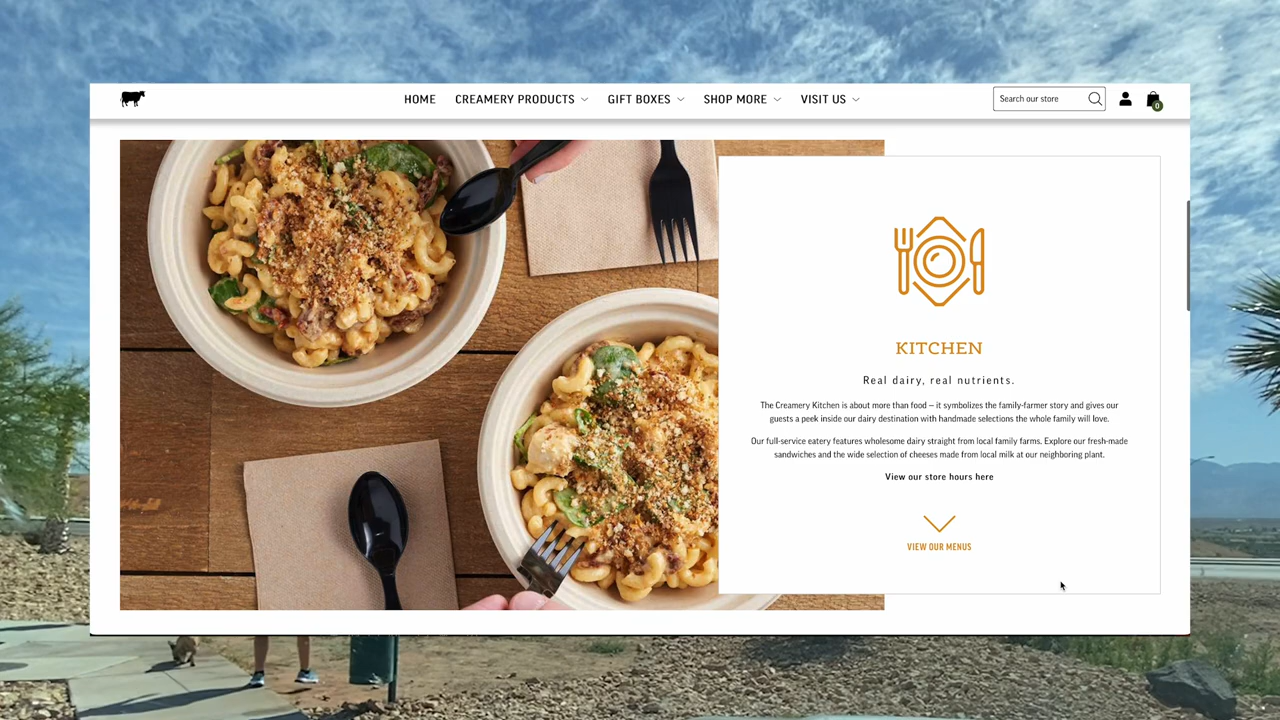 HOME CREAMERY PRODUCTS GIFT BOXES SHOP MORE VISIT US Search our store 0
KITCHEN
Real dairy, real nutrients.
The Creamery Kitchen is about more than food – it symbolizes the family-farmer story and gives our
guests a peek inside our dairy destination with handmade selections the whole family will love.
Our full-service eatery features wholesome dairy straight from local family farms. Explore our fresh-made
sandwiches and the wide selection of cheeses made from local milk at our neighboring plant.
View our store hours here
VIEW OUR MENUS